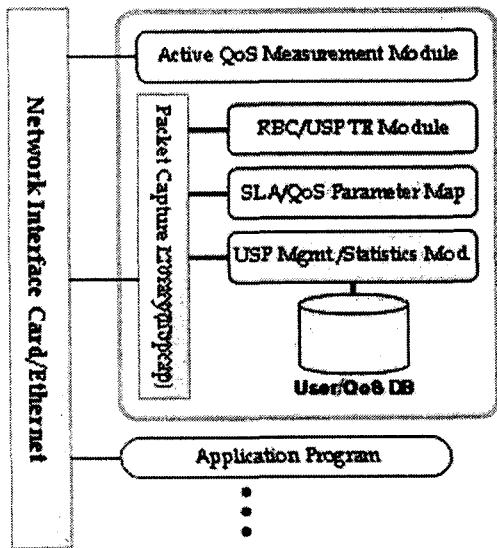 Network Interface Card/Ethernet
Active QoS Measurement Module
Packet Capture Library(libpcap)
RBC/USP TR Module
SLA/QoS Parameter Map
USP Mgmt/Statistics Mod.
User/QoS DB
Application Program